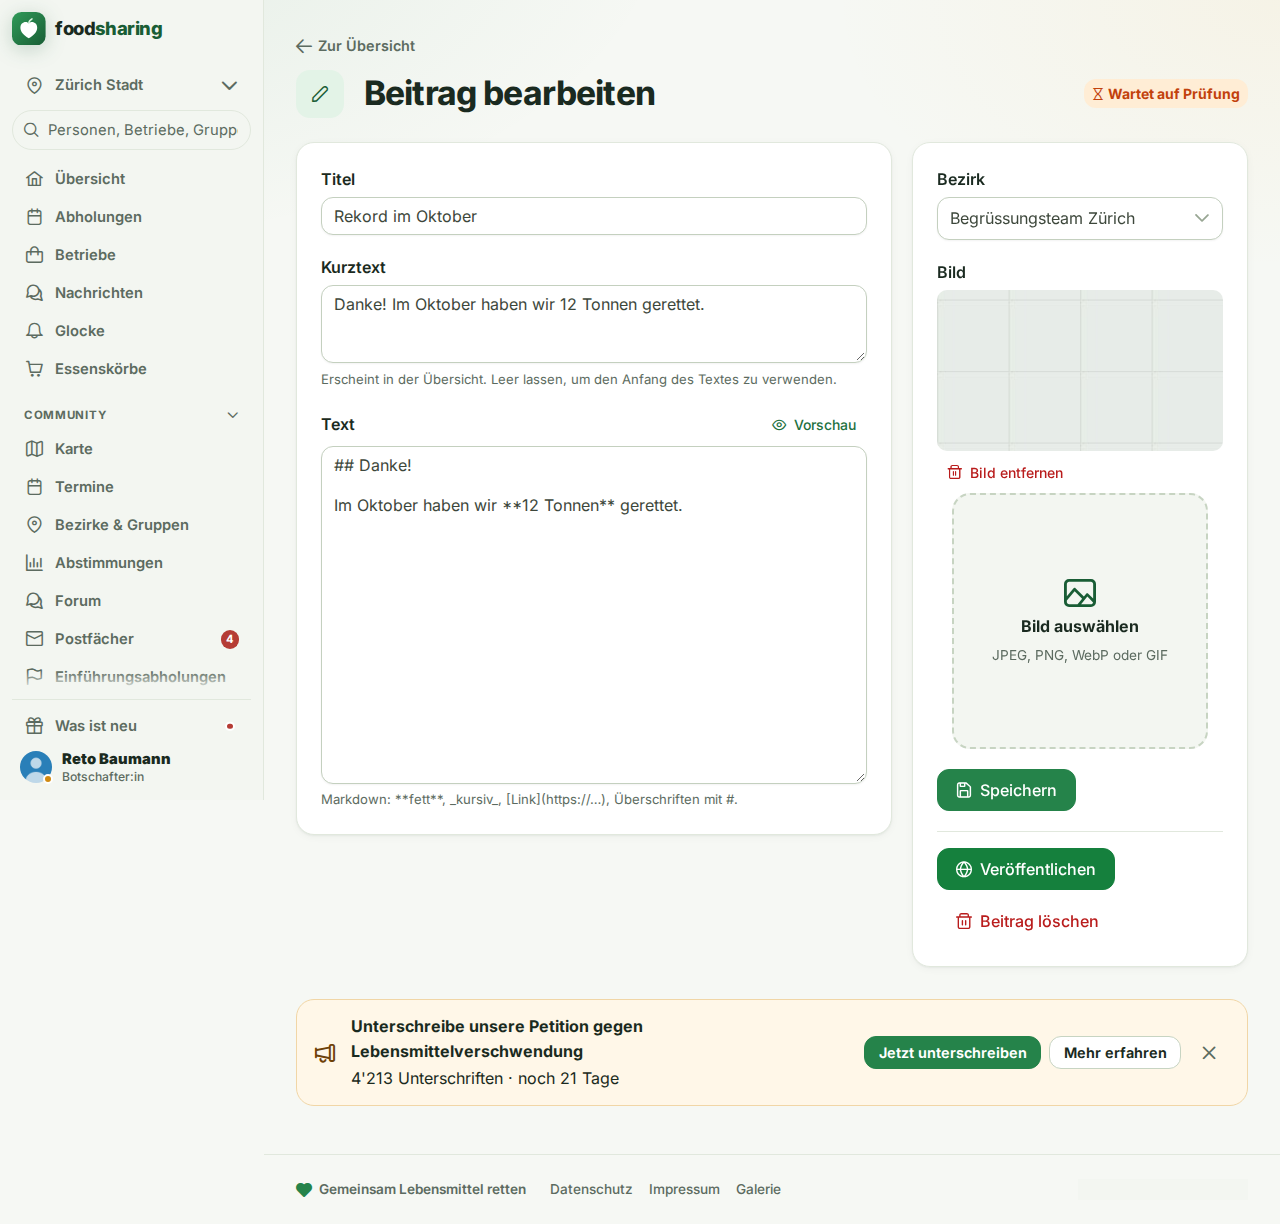 foodsharing
Zürich Stadt
Personen, Betriebe, Grupp
Übersicht
Abholungen
Betriebe
Nachrichten
Glocke
Essenskörbe
COMMUNITY
Karte
Termine
Bezirke & Gruppen
Abstimmungen
Forum
Postfächer 4
Einführungsabholungen
Was ist neu
Reto Baumann
Botschafter:in
Zur Übersicht
Beitrag bearbeiten
Wartet auf Prüfung
Titel
Rekord im Oktober
Kurztext
Danke! Im Oktober haben wir 12 Tonnen gerettet.
Erscheint in der Übersicht. Leer lassen, um den Anfang des Textes zu verwenden.
Text
Vorschau
## Danke!
Im Oktober haben wir **12 Tonnen** gerettet.
Markdown: **fett**, _kursiv_, [Link](https://…), Überschriften mit #.
Bezirk
Begrüssungsteam Zürich
Bild
Bild entfernen
Bild auswählen
JPEG, PNG, WebP oder GIF
Speichern
Veröffentlichen
Beitrag löschen
Unterschreibe unsere Petition gegen
Lebensmittelverschwendung
4'213 Unterschriften · noch 21 Tage
Jetzt unterschreiben
Mehr erfahren
Gemeinsam Lebensmittel retten
Datenschutz
Impressum
Galerie